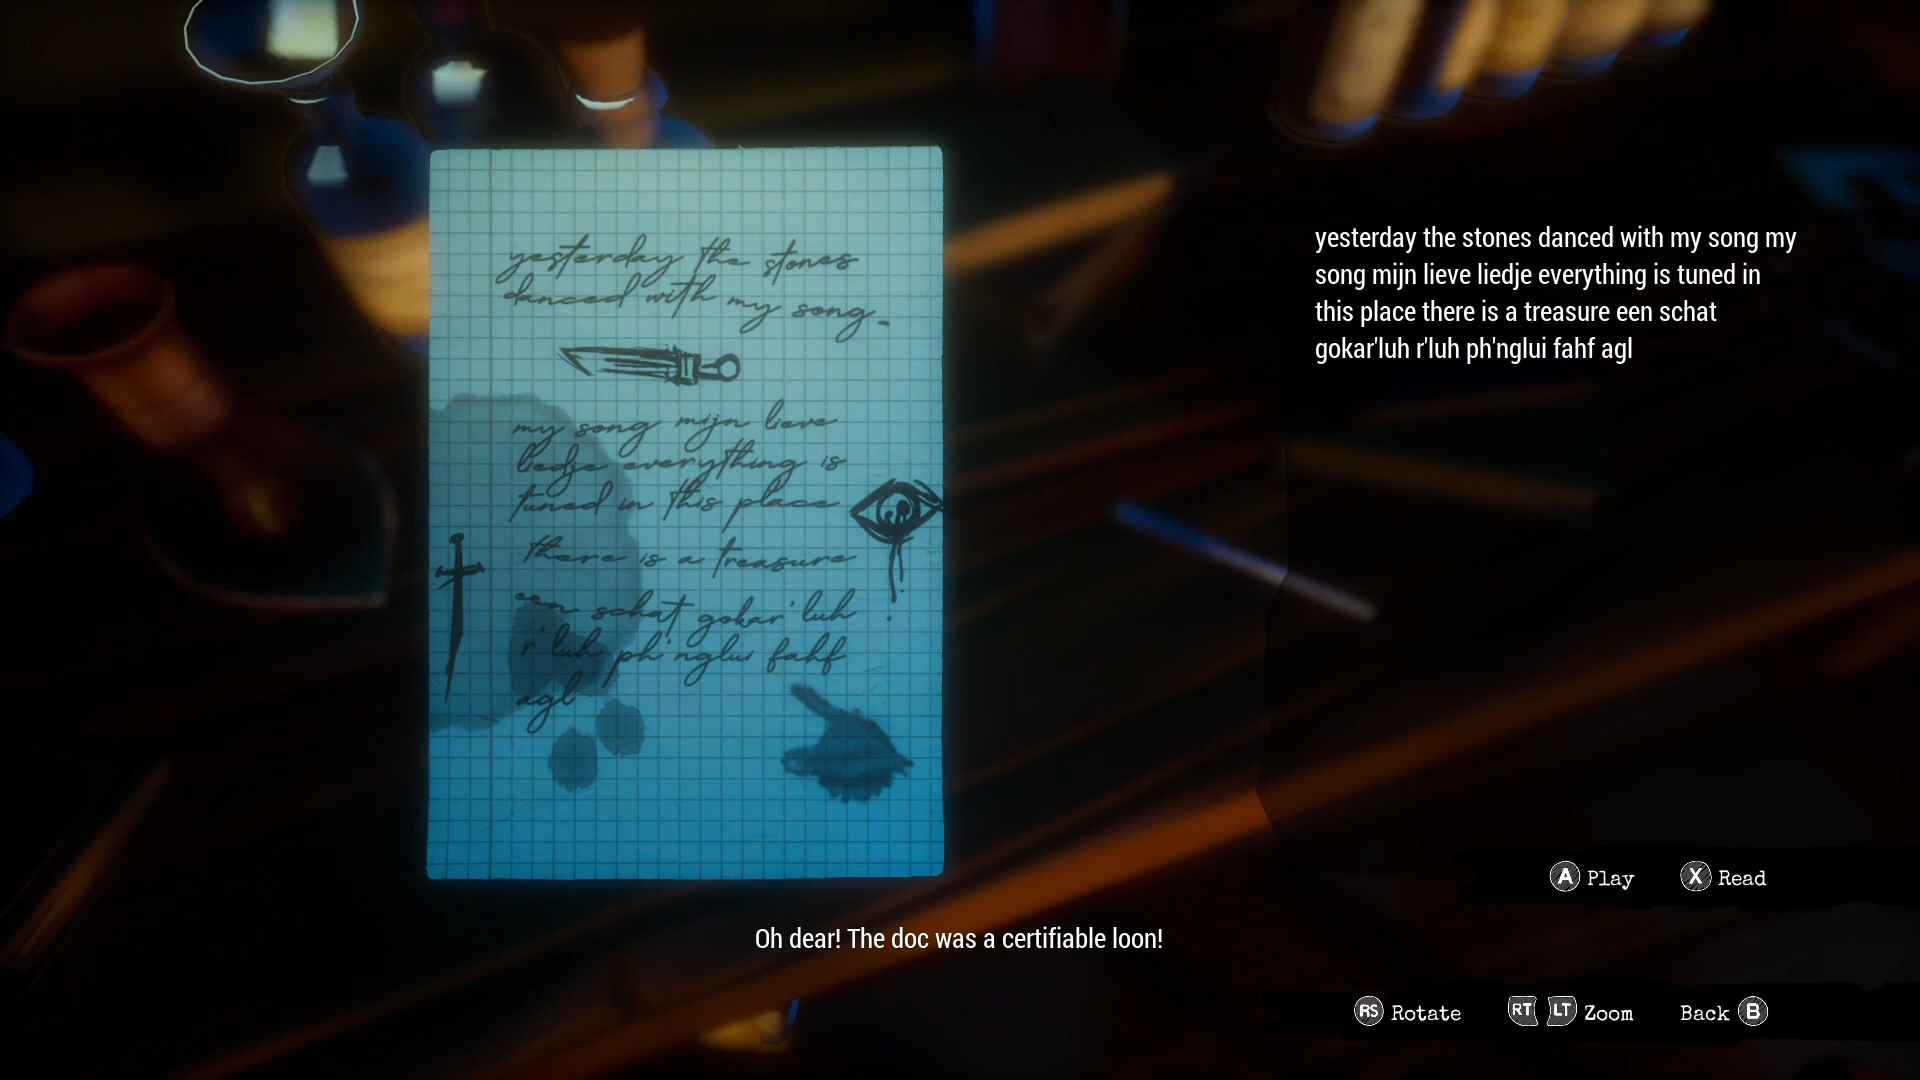 yesterday the stones
danced with my song.
my song mijn lieve
liedje everything is
tuned in this place
there is a treasure
een schat gokar'luh
r'luh ph'nglui fahf
agl
yesterday the stones danced with my song my
song mijn lieve liedje everything is tuned in
this place there is a treasure een schat
gokar'luh r'luh ph'nglui fahf agl
A Play X Read
Oh dear! The doc was a certifiable loon!
RS Rotate RT LT Zoom Back B